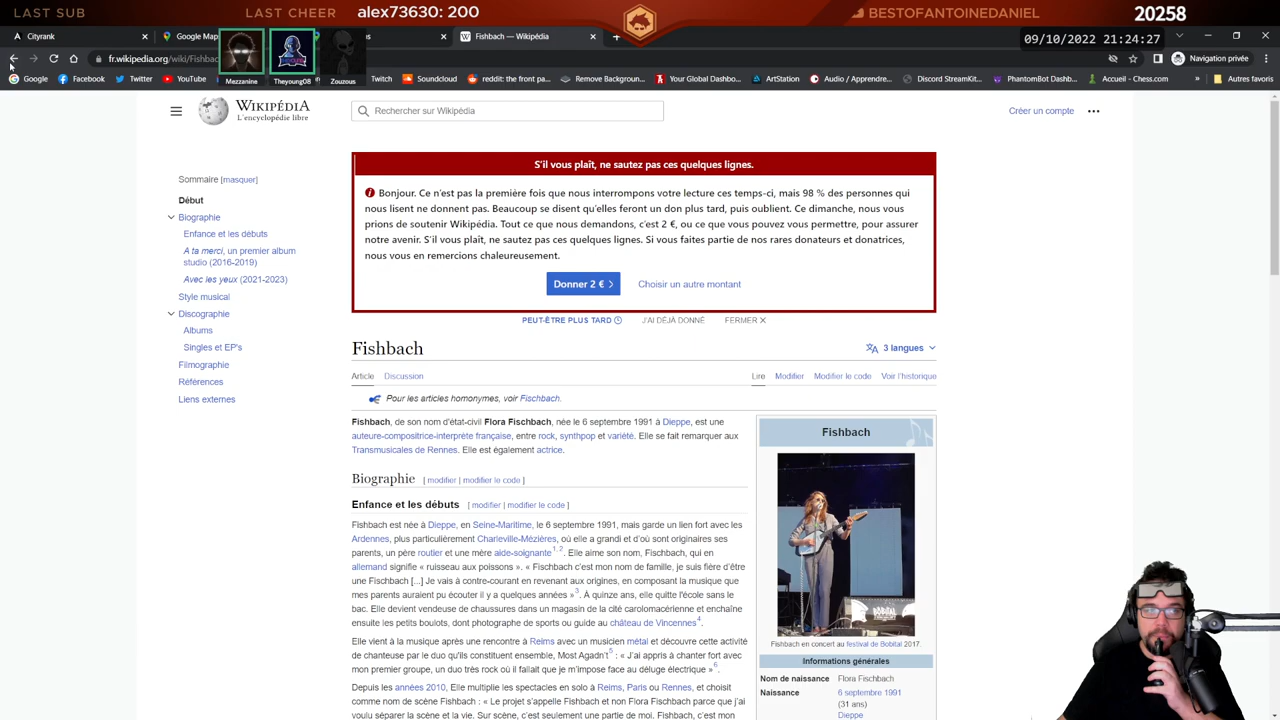 LAST SUB
LAST CHEER
alex73630: 200
BESTOFANTOINEDANIEL
20258
Cityrank
Google Map
Fishbach — Wikipédia
09/10/2022 21:24:27
fr.wikipedia.org/wiki/Fishbac
Navigation privée
Facebook
Twitter
YouTube
Twitch
Soundcloud
reddit: the front pa...
Remove Background...
Your Global Depart...
ArtStation
Audio / Apprendre...
Discord StreetKit...
PhantomBot Dashbo...
Accueil - Chess.com
Autres favoris
Mezzanine
Theyoung08
Zouzous
WIKIPÉDIA
L'encyclopédie libre
Rechercher sur Wikipédia
Créer un compte
S'il vous plaît, ne sautez pas ces quelques lignes.
Bonjour. Ce n'est pas la première fois que nous interrompons votre lecture ces temps-ci, mais 98 % des personnes qui
nous lisent ne donnent pas. Beaucoup se disent qu'elles feront un don plus tard, puis oublient. Ce dimanche, nous vous
prions de soutenir Wikipédia. Tout ce que nous demandons, c'est 2 €, ou ce que vous pouvez vous permettre, pour assurer
notre avenir. S'il vous plaît, ne sautez pas ces quelques lignes. Si vous faites partie de nos rares donateurs et donatrices,
nous vous en remercions chaleureusement.
Donner 2 €
Choisir un autre montant
PEUT-ÊTRE PLUS TARD
J'AI DÉJÀ DONNÉ
FERMER
Sommaire [masquer]
Début
Biographie
Enfance et les débuts
A ta merci, un premier album
studio (2016-2019)
Avec les yeux (2021-2023)
Style musical
Discographie
Albums
Singles et EP's
Filmographie
Références
Liens externes
Fishbach
3 langues
Article
Discussion
Lire
Modifier
Modifier le code
Voir l'historique
Pour les articles homonymes, voir Fischbach.
Fishbach, de son nom d'état-civil Flora Fischbach, née le 6 septembre 1991 à Dieppe, est une
auteure-compositrice-interprète française, entre rock, synthpop et variété. Elle se fait remarquer aux
Transmusicales de Rennes. Elle est également actrice.
Biographie [ modifier | modifier le code ]
Enfance et les débuts [ modifier | modifier le code ]
Fischbach est née à Dieppe, en Seine-Maritime, le 6 septembre 1991, mais garde un lien fort avec les
Ardennes, plus particulièrement Charleville-Mézières, où elle a grandi et d'où sont originaires ses
parents, un père routier et une mère aide-soignante1, 2. Elle aime son nom, Fischbach, qui en
allemand signifie « ruisseau aux poissons ». « Fischbach c'est mon nom de famille, je suis fière d'être
une Fischbach [...] Je vais à contre-courant en revenant aux origines, en composant la musique que
mes parents auraient pu écouter il y a quelques années »3. À quinze ans, elle quitte l'école sans le
bac. Elle devient vendeuse de chaussures dans un magasin de la cité carolomacérienne et enchaîne
ensuite les petits boulots, dont photographe de sports ou guide au château de Vincennes4.
Elle vient à la musique après une rencontre à Reims avec un musicien métal et découvre cette activité
de chanteuse par le duo qu'ils constituent ensemble, Most Agadn't5 : « J'ai appris à chanter fort avec
mon premier groupe, un duo très rock où il fallait que je m'impose face au déluge électrique »6.
Depuis les années 2010, Elle multiplie les spectacles en solo à Reims, Paris ou Rennes, et choisit
comme nom de scène Fishbach : « Le projet s'appelle Fishbach et non Flora Fischbach parce que j'ai
voulu séparer la scène et la vie. Sur scène, c'est seulement une partie de moi. Fishbach, c'est mon
Fishbach
Fishbach en concert au festival de Bobital 2017.
Informations générales
Nom de naissance Flora Fischbach
Naissance 6 septembre 1991
(31 ans)
Dieppe